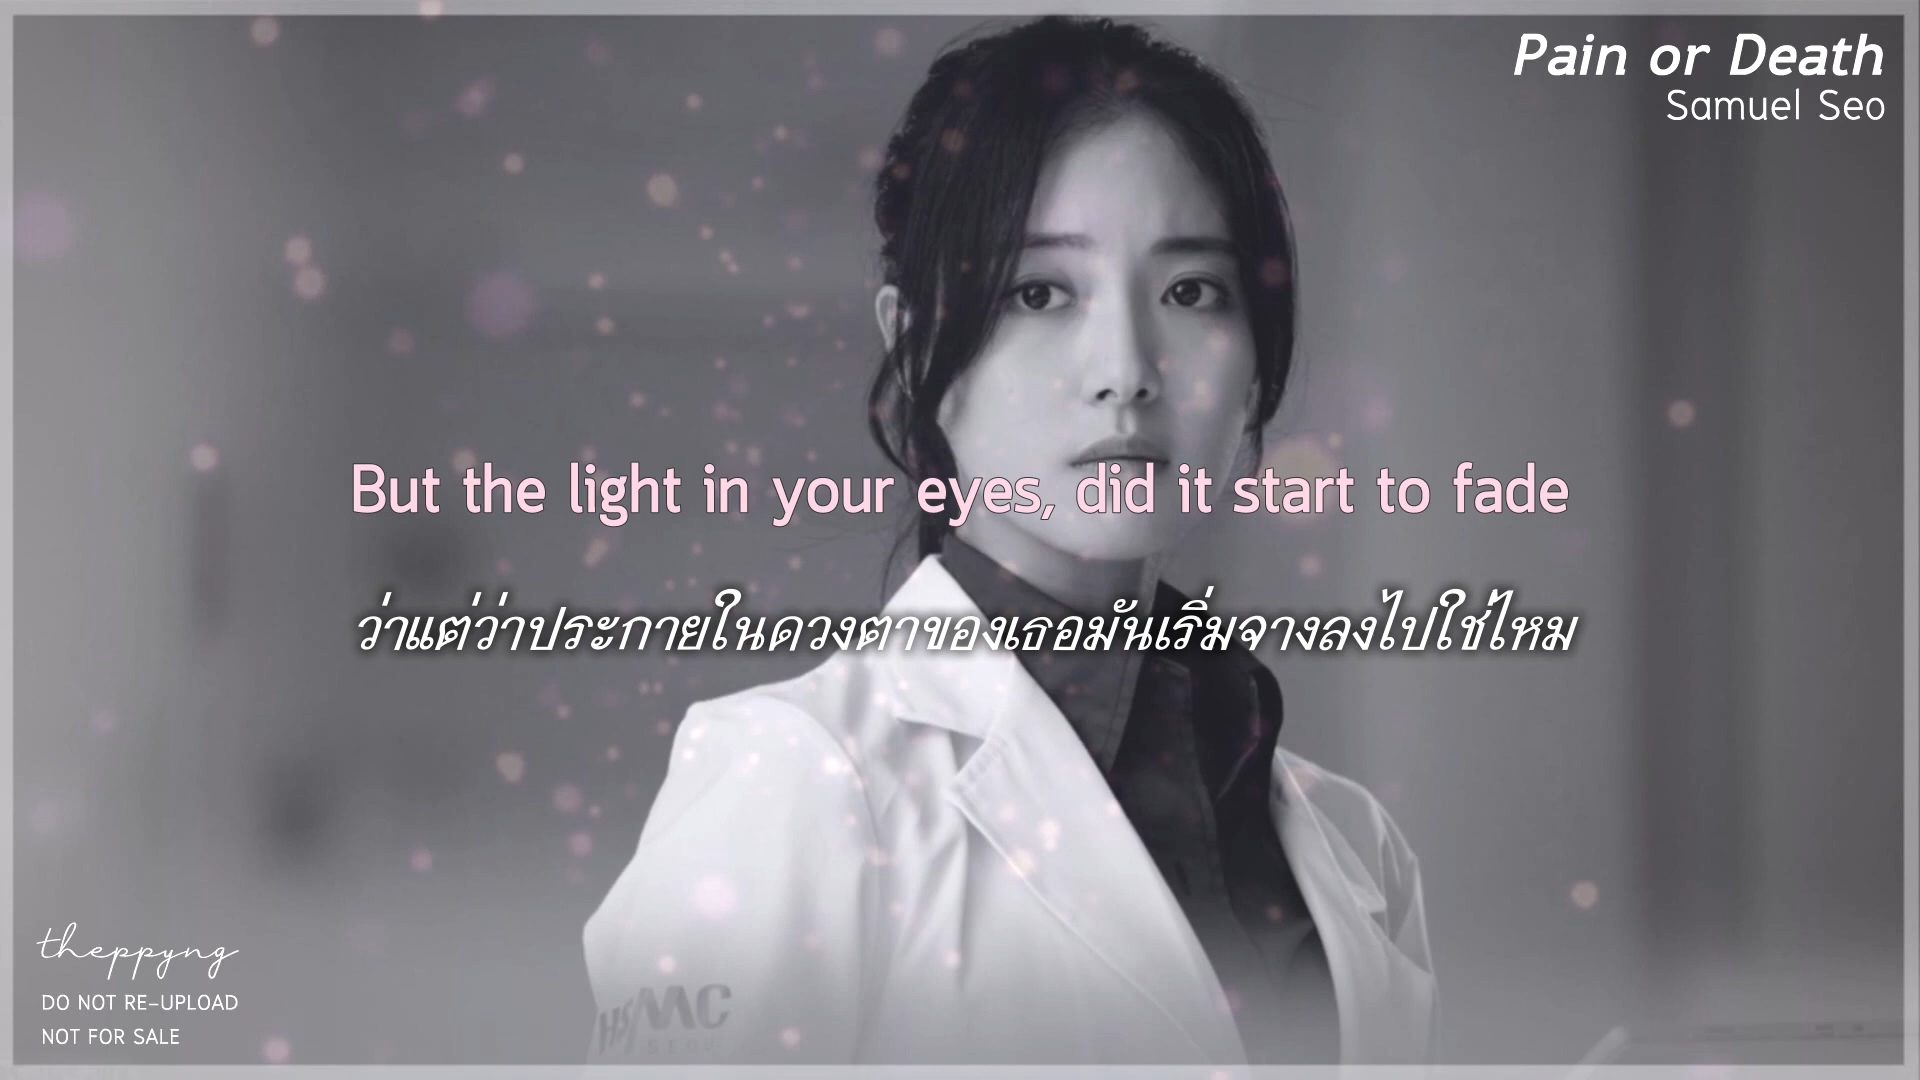 Pain or Death
Samuel Seo
But the light in your eyes, did it start to fade
ว่าแต่ว่าประกายในดวงตาของเธอมันเริ่มจางลงไปใช่ไหม
theppyng
DO NOT RE-UPLOAD
NOT FOR SALE
HSMC
SEOUL